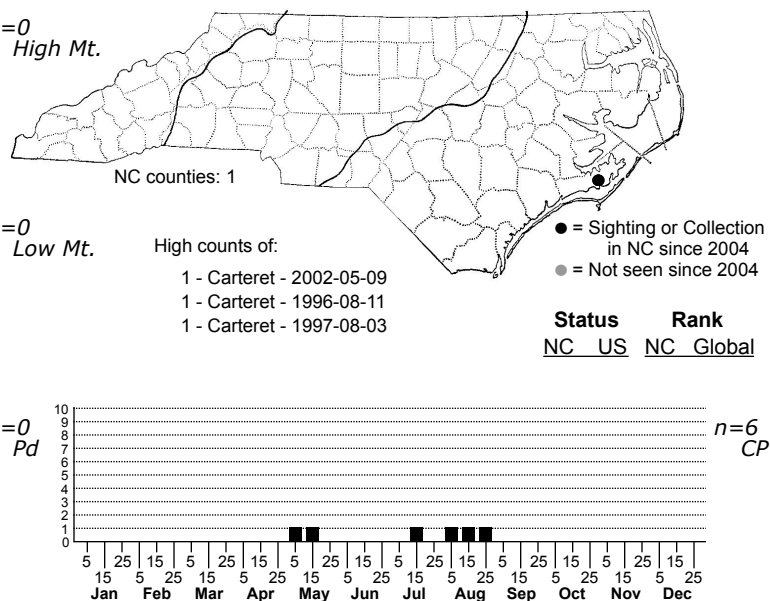 =0
High Mt.
NC counties: 1
=0
Low Mt.
High counts of:
1 - Carteret - 2002-05-09
1 - Carteret - 1996-08-11
1 - Carteret - 1997-08-03
● = Sighting or Collection
in NC since 2004
● = Not seen since 2004
Status Rank
NC US NC Global
=0
Pd
n=6
CP
10
9
8
7
6
5
4
3
2
1
0
5 25 15 5 25 15 5 25 15 5 25 15 5 25 15 5 25 15
15 5 25 15 5 25 15 5 25 15 5 25 15 5 25 15 5 25
Jan Feb Mar Apr May Jun Jul Aug Sep Oct Nov Dec